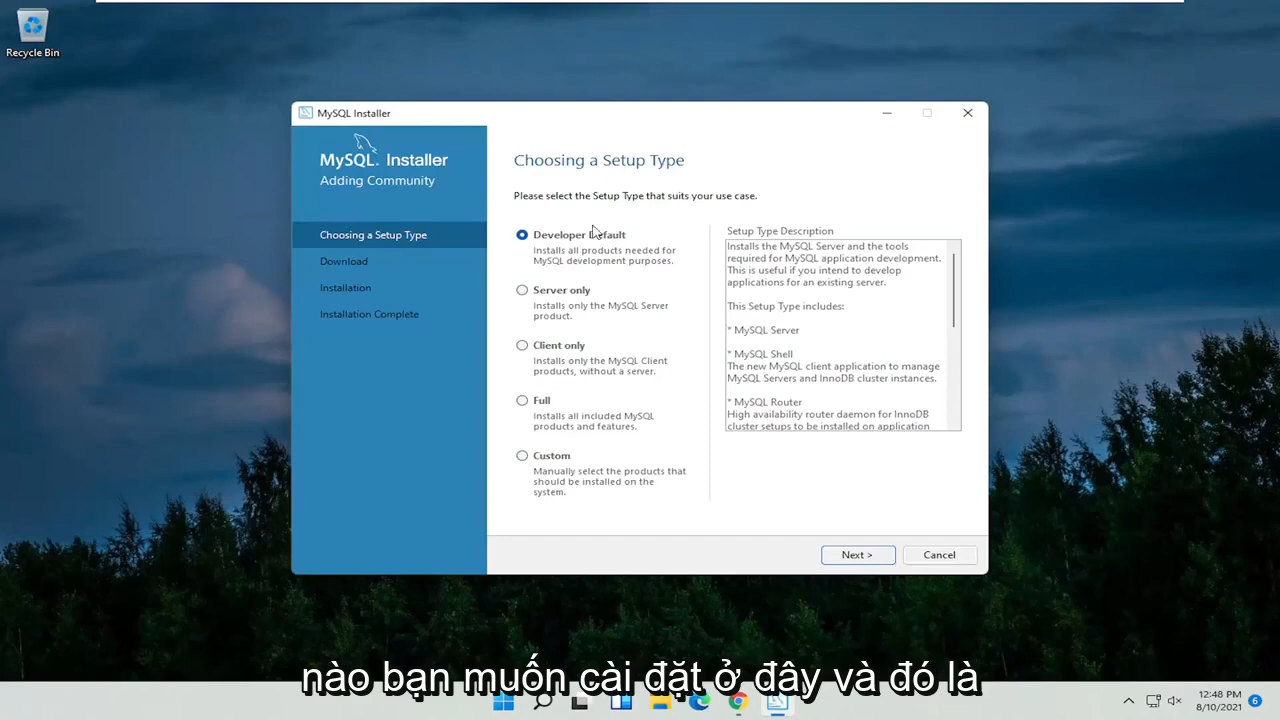 Recycle Bin
MySQL Installer
MySQL. Installer
Adding Community
Choosing a Setup Type
Download
Installation
Installation Complete
Choosing a Setup Type
Please select the Setup Type that suits your use case.
Developer Default
Installs all products needed for
MySQL development purposes.
Server only
Installs only the MySQL Server
product.
Client only
Installs only the MySQL Client
products, without a server.
Full
Installs all included MySQL
products and features.
Custom
Manually select the products that
should be installed on the
system.
Setup Type Description
Installs the MySQL Server and the tools
required for MySQL application development.
This is useful if you intend to develop
applications for an existing server.
This Setup Type includes:
* MySQL Server
* MySQL Shell
The new MySQL client application to manage
MySQL Servers and InnoDB cluster instances.
* MySQL Router
High availability router daemon for InnoDB
cluster setups to be installed on application
Next >
Cancel
nào bạn muốn cài đặt ở đây và đó là
12:48 PM
8/10/2021
6